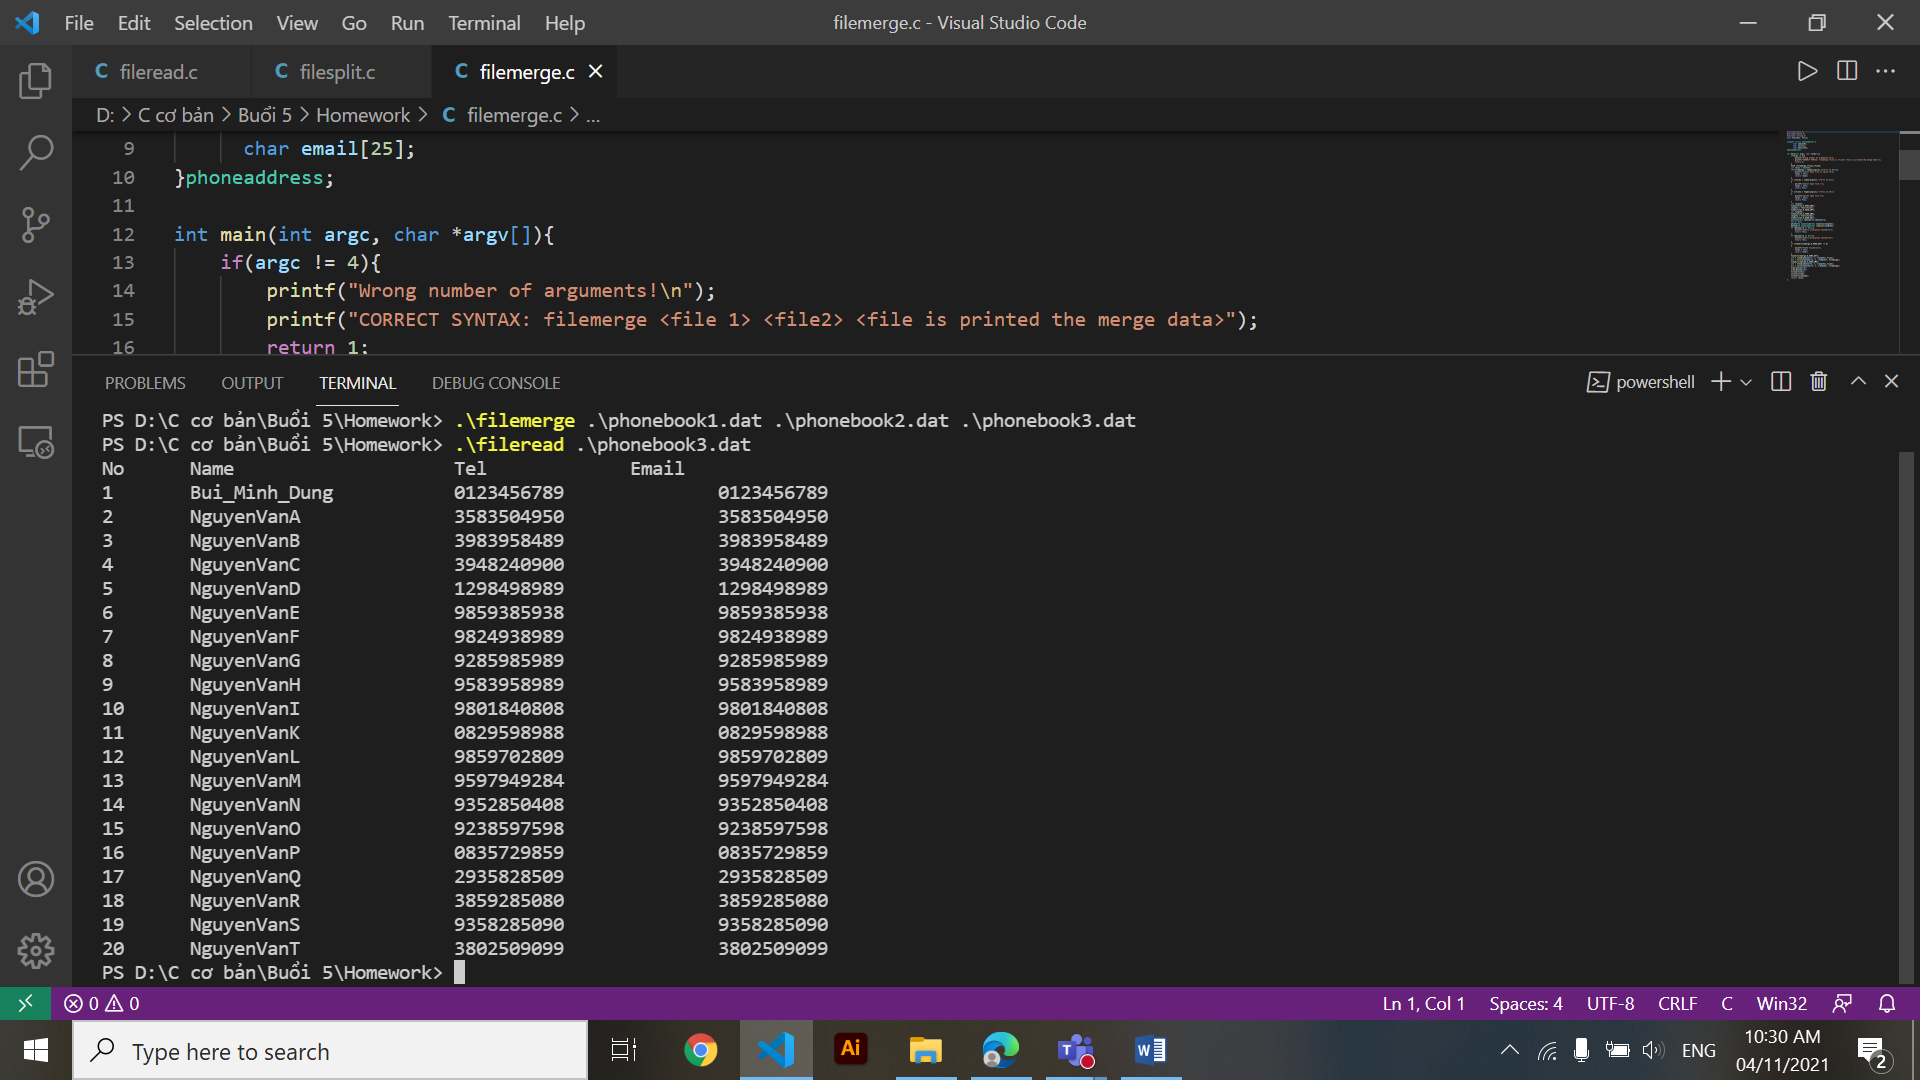 File Edit Selection View Go Run Terminal Help filemerge.c - Visual Studio Code
C fileread.c C filesplit.c C filemerge.c
D: > C cơ bản > Buổi 5 > Homework > C filemerge.c > ...
9 char email[25];
10 }phoneaddress;
11
12 int main(int argc, char *argv[]){
13 if(argc != 4){
14 printf("Wrong number of arguments!\n");
15 printf("CORRECT SYNTAX: filemerge <file 1> <file2> <file is printed the merge data>");
16 return 1;
PROBLEMS OUTPUT TERMINAL DEBUG CONSOLE powershell
PS D:\C cơ bản\Buổi 5\Homework> .\filemerge .\phonebook1.dat .\phonebook2.dat .\phonebook3.dat
PS D:\C cơ bản\Buổi 5\Homework> .\fileread .\phonebook3.dat
No Name Tel Email
1 Bui_Minh_Dung 0123456789 0123456789
2 NguyenVanA 3583504950 3583504950
3 NguyenVanB 3983958489 3983958489
4 NguyenVanC 3948240900 3948240900
5 NguyenVanD 1298498989 1298498989
6 NguyenVanE 9859385938 9859385938
7 NguyenVanF 9824938989 9824938989
8 NguyenVanG 9285985989 9285985989
9 NguyenVanH 9583958989 9583958989
10 NguyenVanI 9801840808 9801840808
11 NguyenVanK 0829598988 0829598988
12 NguyenVanL 9859702809 9859702809
13 NguyenVanM 9597949284 9597949284
14 NguyenVanN 9352850408 9352850408
15 NguyenVanO 9238597598 9238597598
16 NguyenVanP 0835729859 0835729859
17 NguyenVanQ 2935828509 2935828509
18 NguyenVanR 3859285080 3859285080
19 NguyenVanS 9358285090 9358285090
20 NguyenVanT 3802509099 3802509099
PS D:\C cơ bản\Buổi 5\Homework>
0 0 Ln 1, Col 1 Spaces: 4 UTF-8 CRLF C Win32
Type here to search Ai T W ENG 10:30 AM
04/11/2021 2